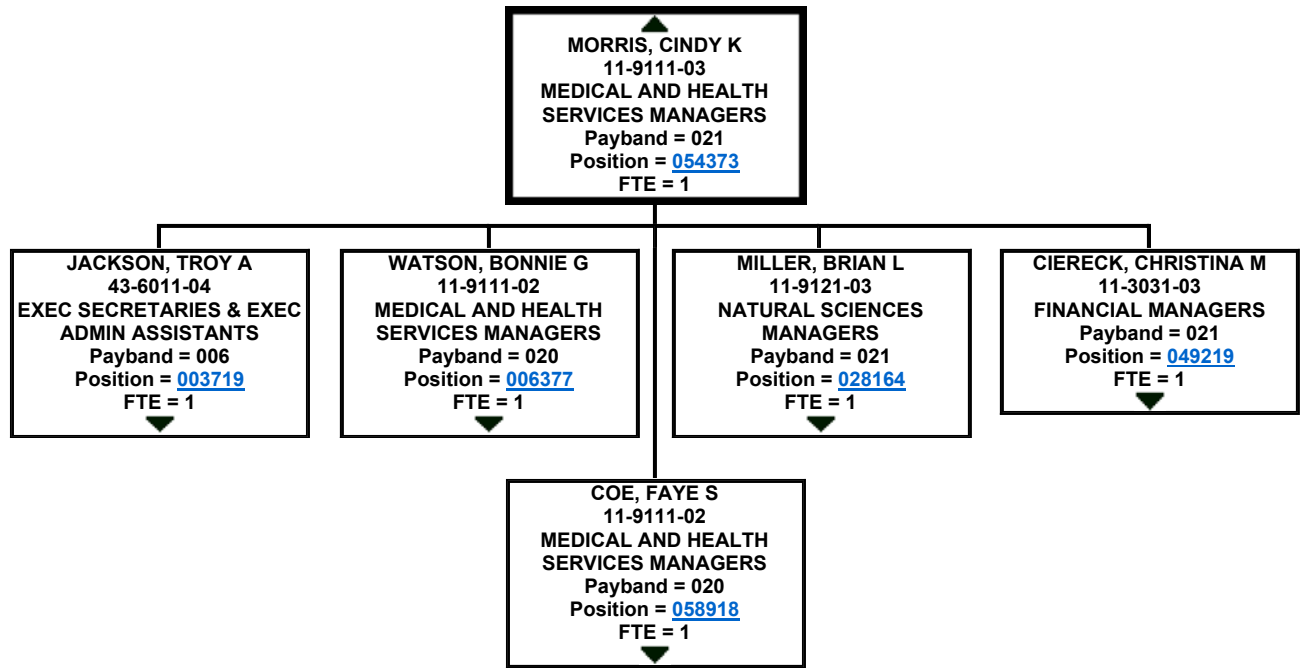 MORRIS, CINDY K
11-9111-03
MEDICAL AND HEALTH
SERVICES MANAGERS
Payband = 021
Position = 054373
FTE = 1
JACKSON, TROY A
43-6011-04
EXEC SECRETARIES & EXEC
ADMIN ASSISTANTS
Payband = 006
Position = 003719
FTE = 1
WATSON, BONNIE G
11-9111-02
MEDICAL AND HEALTH
SERVICES MANAGERS
Payband = 020
Position = 006377
FTE = 1
MILLER, BRIAN L
11-9121-03
NATURAL SCIENCES
MANAGERS
Payband = 021
Position = 028164
FTE = 1
CIERECK, CHRISTINA M
11-3031-03
FINANCIAL MANAGERS
Payband = 021
Position = 049219
FTE = 1
COE, FAYE S
11-9111-02
MEDICAL AND HEALTH
SERVICES MANAGERS
Payband = 020
Position = 058918
FTE = 1